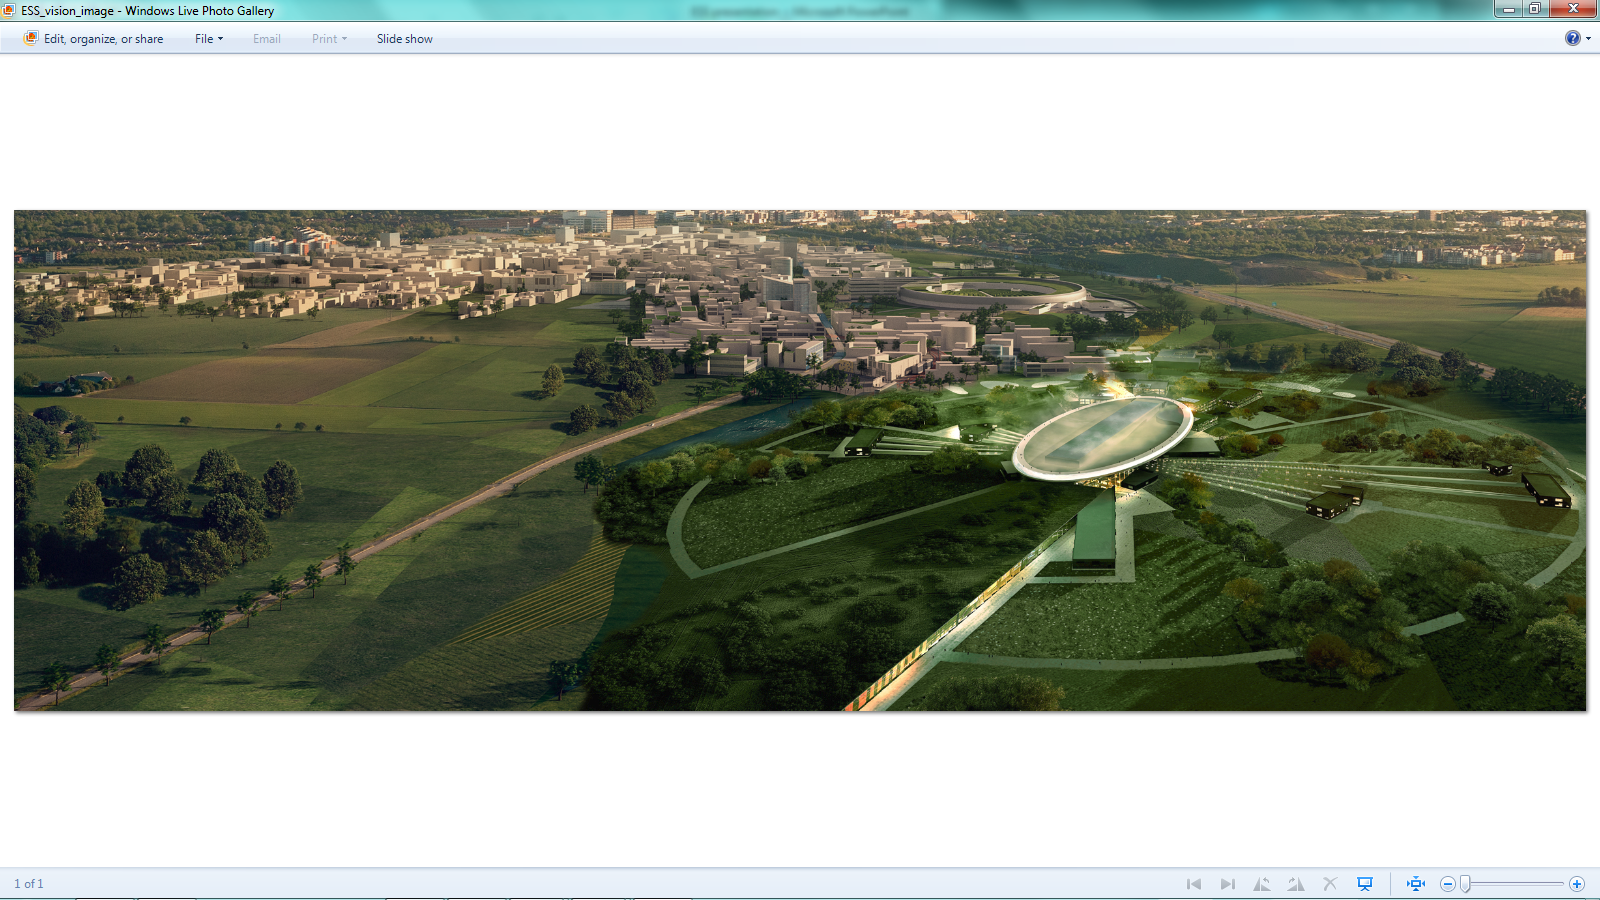 ESS_vision_image - Windows Live Photo Gallery
Edit, organize, or share File Email Print Slide show
1 of 1